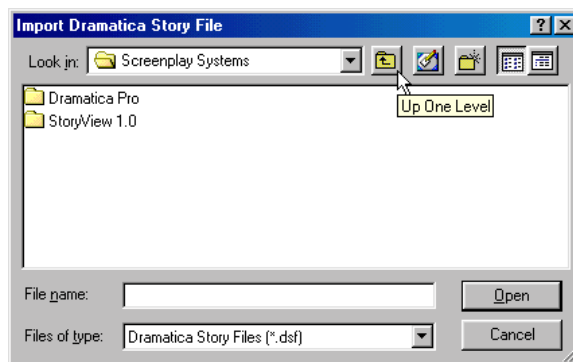 Import Dramatica Story File
Look in: Screenplay Systems
Up One Level
Dramatica Pro
StoryView 1.0
File name:
Open
Files of type: Dramatica Story Files (*.dsf)
Cancel